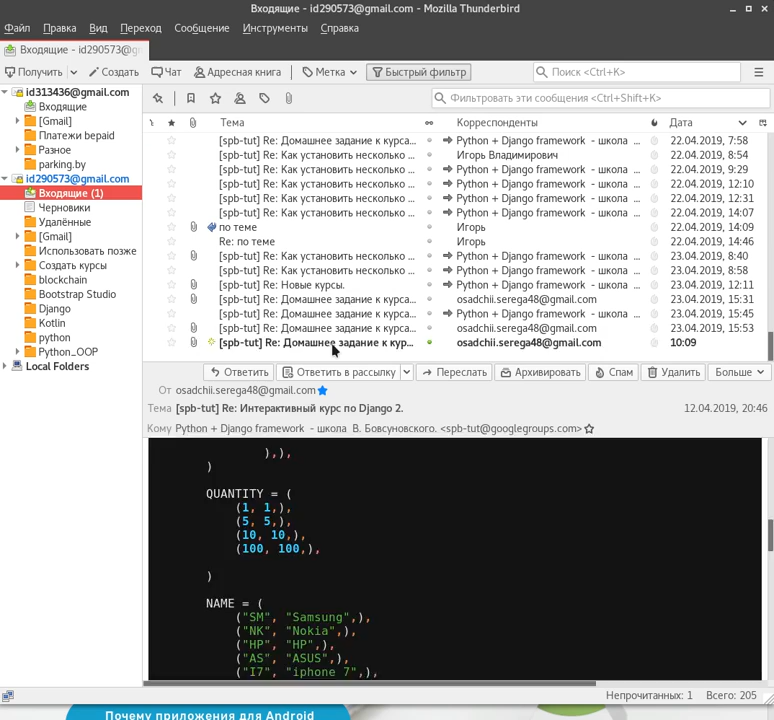 Входящие - id290573@gmail.com - Mozilla Thunderbird
Файл Правка Вид Переход Сообщение Инструменты Справка
Входящие - id290573@g
Получить Создать Чат Адресная книга Метка Быстрый фильтр Поиск <Ctrl+K>
id313436@gmail.com
Входящие
[Gmail]
Платежи bepaid
Разное
parking.by
id290573@gmail.com
Входящие (1)
Черновики
Удалённые
[Gmail]
Использовать позже
Создать курсы
blockchain
Bootstrap Studio
Django
Kotlin
python
Python_OOP
Local Folders
Фильтровать эти сообщения <Ctrl+Shift+K>
Тема Корреспонденты Дата
[spb-tut] Re: Домашнее задание к курса... Python + Django framework - школа ... 22.04.2019, 7:58
[spb-tut] Re: Как установить несколько ... Игорь Владимирович 22.04.2019, 8:54
[spb-tut] Re: Как установить несколько ... Python + Django framework - школа ... 22.04.2019, 9:29
[spb-tut] Re: Как установить несколько ... Python + Django framework - школа ... 22.04.2019, 12:10
[spb-tut] Re: Как установить несколько ... Python + Django framework - школа ... 22.04.2019, 12:31
[spb-tut] Re: Как установить несколько ... Python + Django framework - школа ... 22.04.2019, 14:07
по теме Игорь 22.04.2019, 14:09
Re: по теме Игорь 22.04.2019, 14:46
[spb-tut] Re: Как установить несколько ... Python + Django framework - школа ... 23.04.2019, 8:40
[spb-tut] Re: Как установить несколько ... Python + Django framework - школа ... 23.04.2019, 8:58
[spb-tut] Re: Новые курсы. Python + Django framework - школа ... 23.04.2019, 12:11
[spb-tut] Re: Домашнее задание к курса... osadchii.serega48@gmail.com 23.04.2019, 15:31
[spb-tut] Re: Домашнее задание к курса... Python + Django framework - школа ... 23.04.2019, 15:45
[spb-tut] Re: Домашнее задание к курса... osadchii.serega48@gmail.com 23.04.2019, 15:53
[spb-tut] Re: Домашнее задание к кур... osadchii.serega48@gmail.com 10:09
Ответить Ответить в рассылку Переслать Архивировать Спам Удалить Больше
От osadchii.serega48@gmail.com
Тема [spb-tut] Re: Интерактивный курс по Django 2. 12.04.2019, 20:46
Кому Python + Django framework - школа В. Бовсуновского. <spb-tut@googlegroups.com>
),),
)
QUANTITY = (
(1, 1,),
(5, 5,),
(10, 10,),
(100, 100,),
)
NAME = (
("SM", "Samsung",),
("NK", "Nokia",),
("HP", "HP",),
("AS", "ASUS",),
("I7", "iphone 7",),
Непрочитанных: 1 Всего: 205
Почему приложения для Android